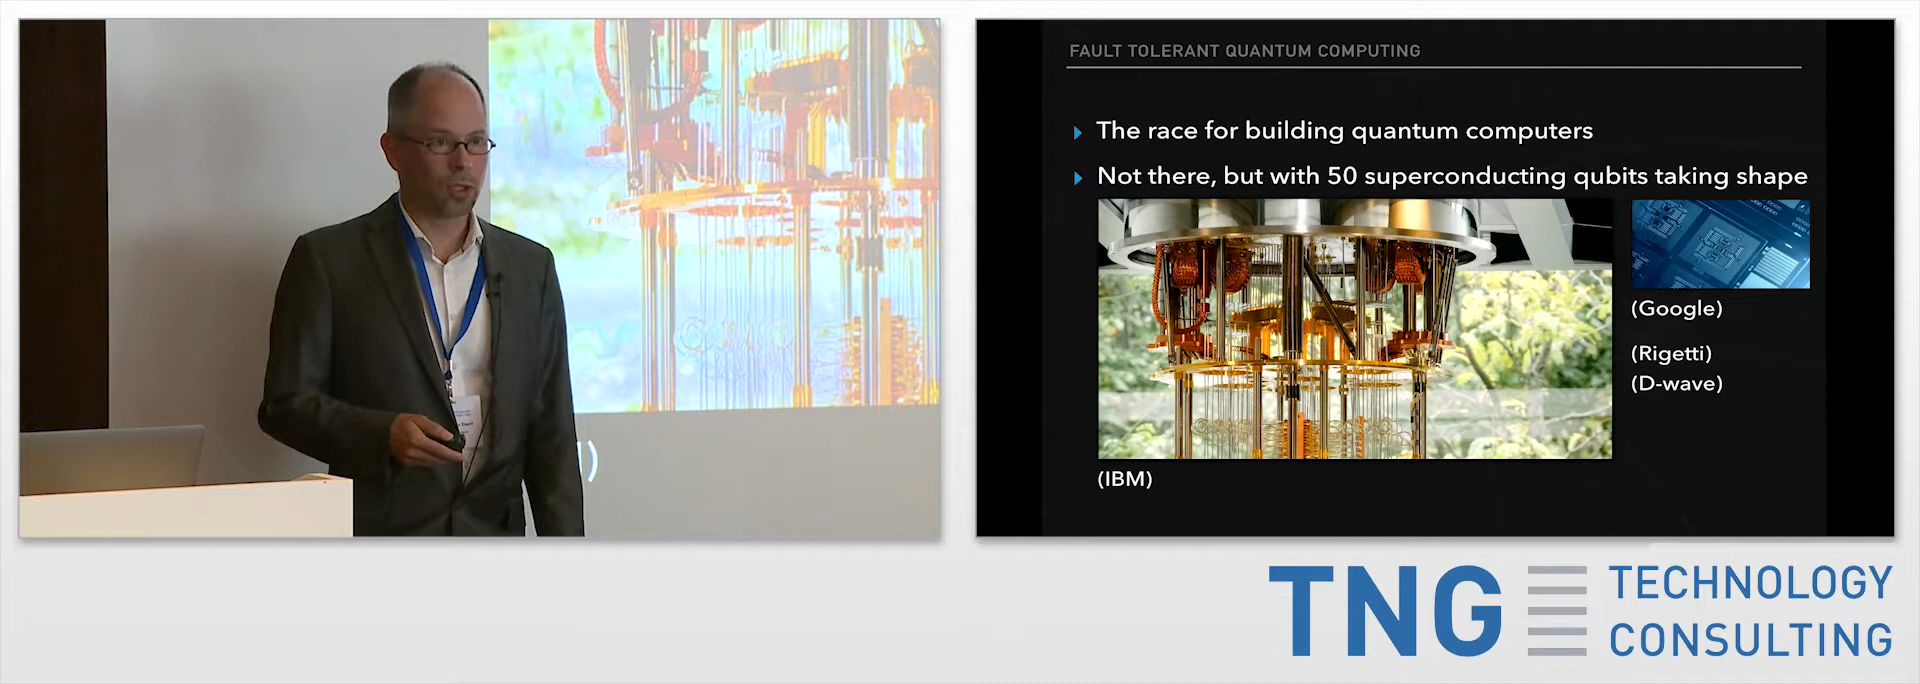 FAULT TOLERANT QUANTUM COMPUTING
The race for building quantum computers
Not there, but with 50 superconducting qubits taking shape
(Google)
(Rigetti)
(D-wave)
(IBM)
TNG TECHNOLOGY
CONSULTING